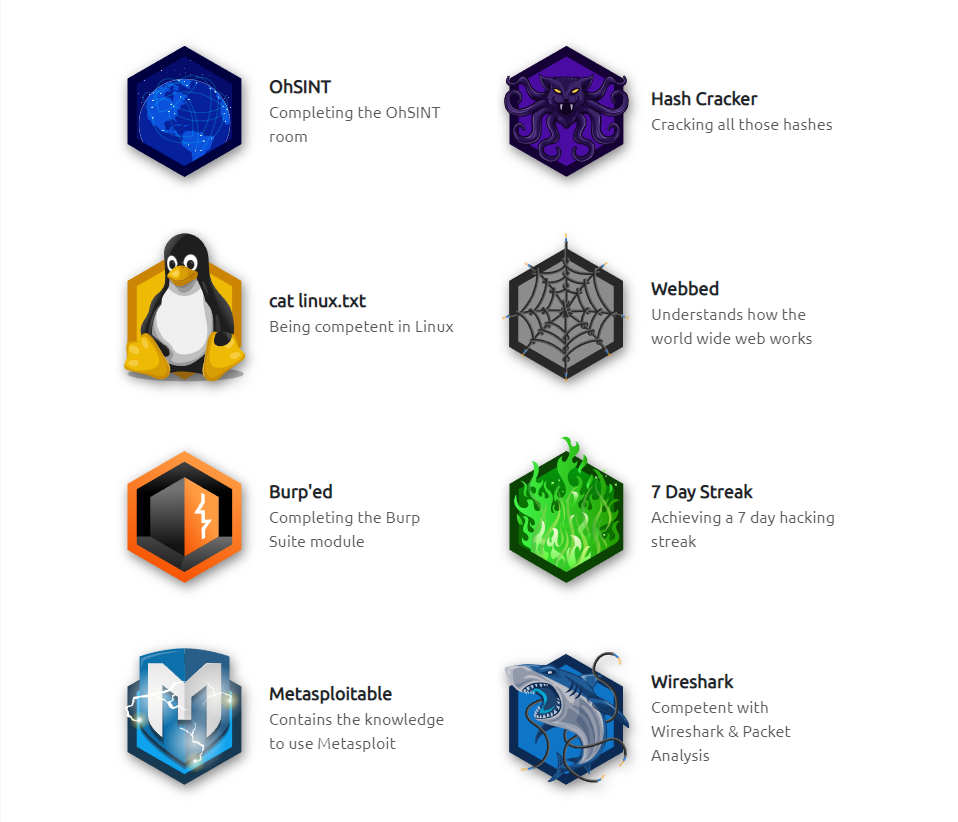 OhSINT
Completing the OhSINT
room
Hash Cracker
Cracking all those hashes
cat linux.txt
Being competent in Linux
Webbed
Understands how the
world wide web works
Burp'ed
Completing the Burp
Suite module
7 Day Streak
Achieving a 7 day hacking
streak
M
Metasploitable
Contains the knowledge
to use Metasploit
Wireshark
Competent with
Wireshark & Packet
Analysis